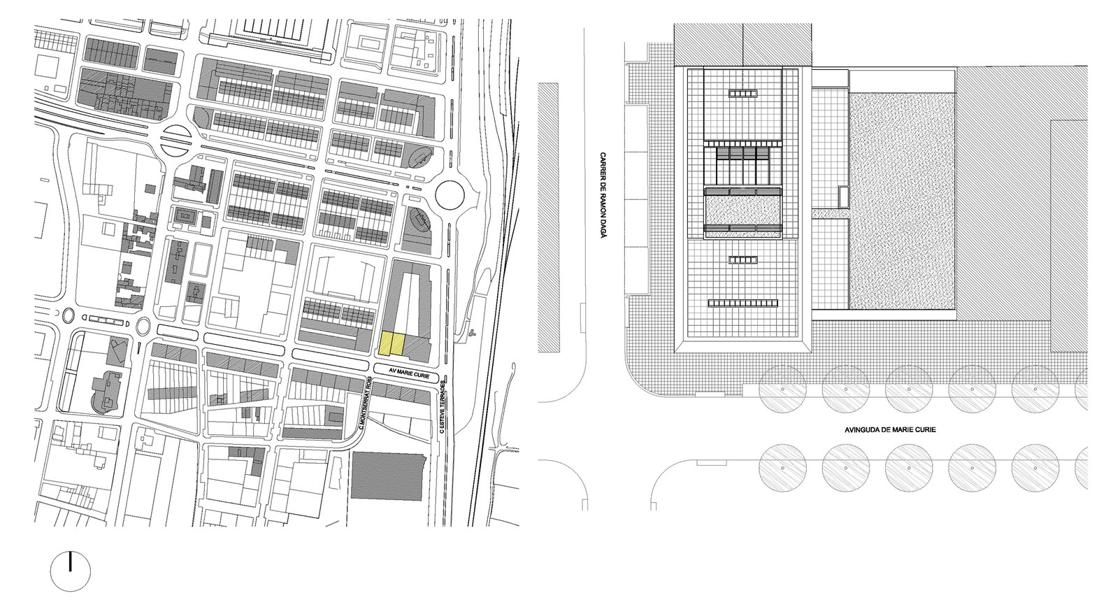 AV MARIE CURIE
C MONTSERRAT ROIG
C ESTEVE TERRADES
CARRER DE RAMON DAGÀ
AVINGUDA DE MARIE CURIE